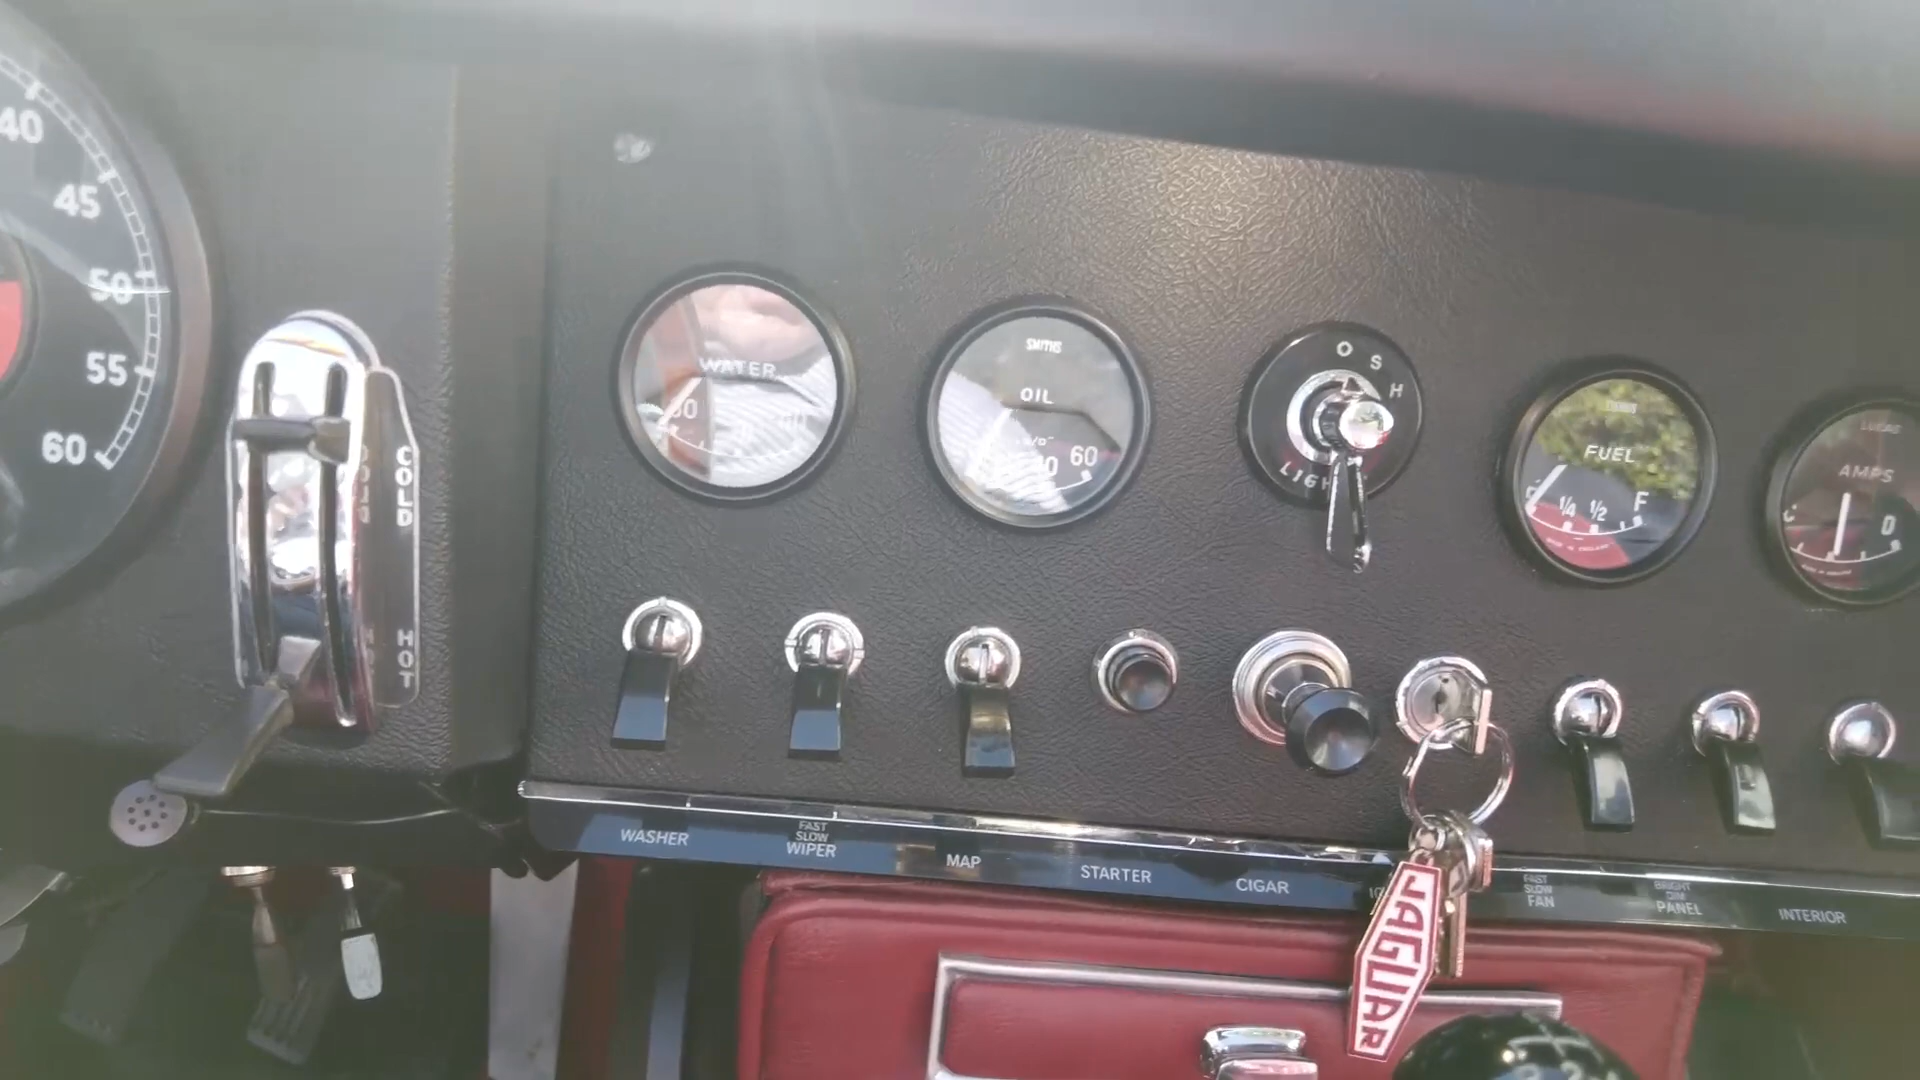 40
45
50
55
60
COLD
HOT
WATER
SMITHS
OIL
60
O S H
FUEL
1/4 1/2 F
LUCAS
AMPS
C D
WASHER
FAST
SLOW
WIPER
MAP
STARTER
CIGAR
FAST
SLOW
FAN
BRIGHT
DIM
PANEL
INTERIOR
JAGUAR